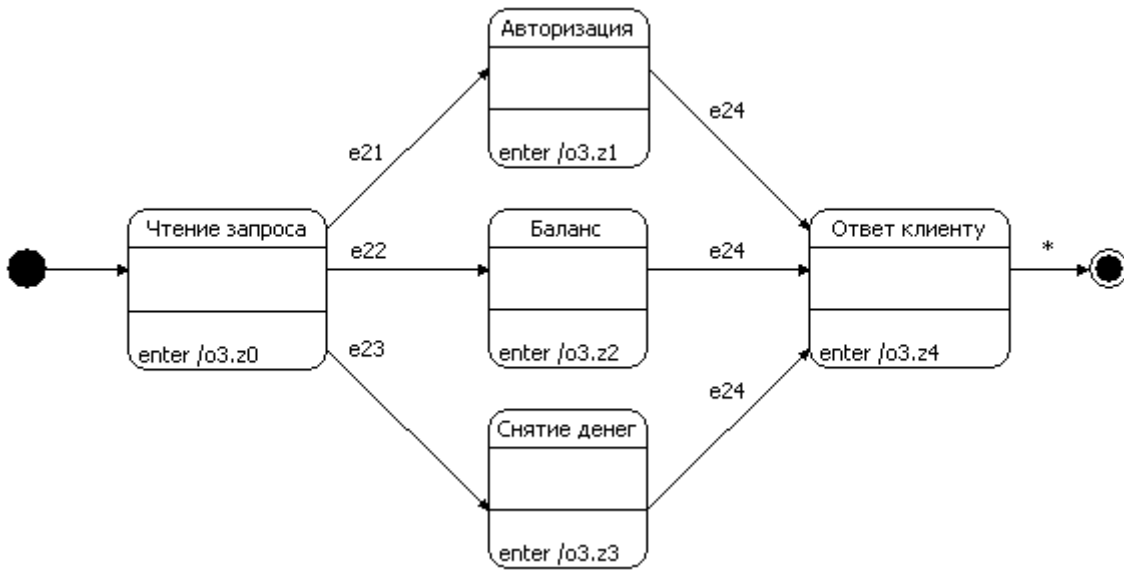 Авторизация
enter /o3.z1
e21
e24
Чтение запроса
enter /o3.z0
e22
Баланс
enter /o3.z2
e24
Ответ клиенту
enter /o3.z4
*
e23
Снятие денег
enter /o3.z3
e24